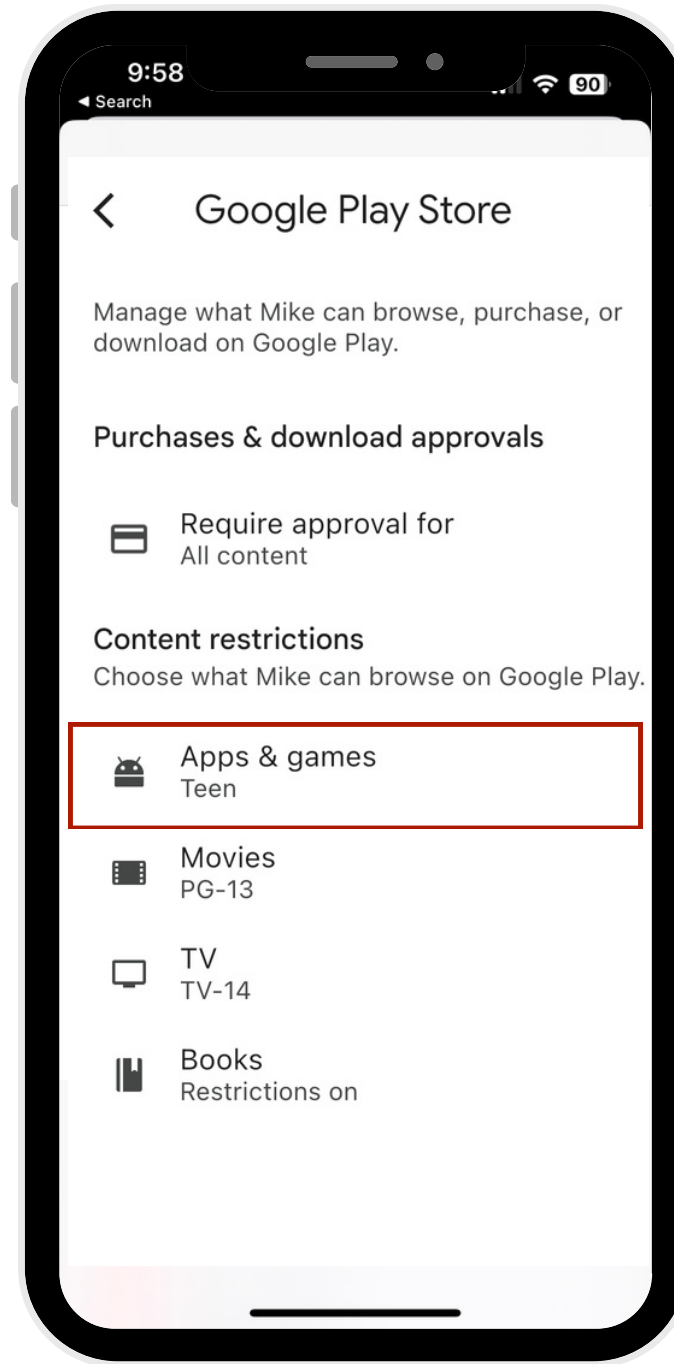 9:58
◀ Search
90
Google Play Store
Manage what Mike can browse, purchase, or
download on Google Play.
Purchases & download approvals
Require approval for
All content
Content restrictions
Choose what Mike can browse on Google Play.
Apps & games
Teen
Movies
PG-13
TV
TV-14
Books
Restrictions on